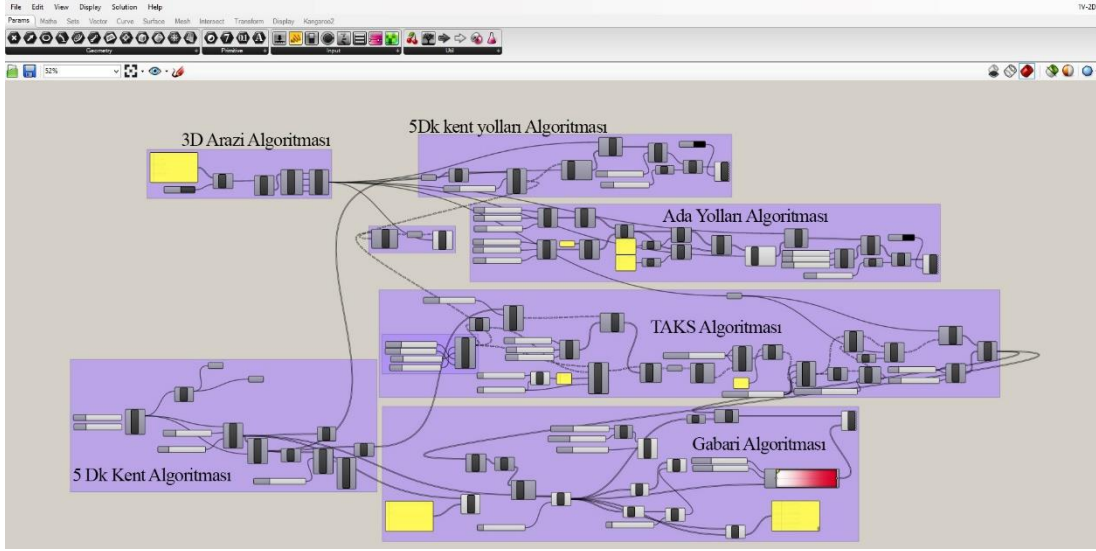 File Edit View Display Solution Help
1V-2D
Params Maths Sets Vector Curve Surface Mesh Intersect Transform Display Kangaroo2
Geometry Primitive Input Util
52%
5Dk kent yolları Algoritması
3D Arazi Algoritması
Ada Yolları Algoritması
TAKS Algoritması
Gabari Algoritması
5 Dk Kent Algoritması